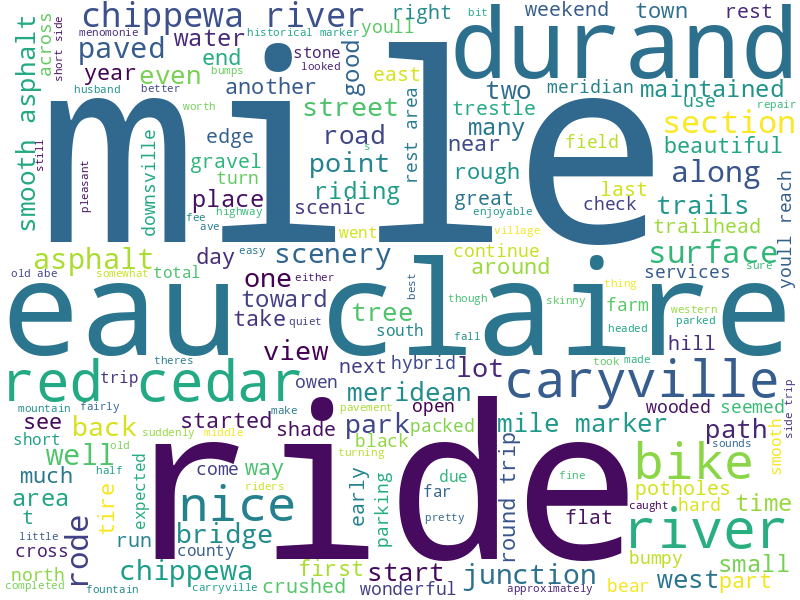 mile
ride
eau claire
durand
red cedar
caryville
river
bike
nice
chippewa river
surface
section
scenery
asphalt
smooth asphalt
along
trails
beautiful
maintained
point
street
road
riding
park
junction
mile marker
meridean
path
chippewa
bridge
start
west
part
small
time
well
back
rode
one
view
toward
take
tree
lot
hill
even
paved
water
year
another
end
good
youll
right
weekend
town
rest
across
menomonie
short side
historical marker
bumps
stone
looked
husband
better
worth
east
two
meridian
trestle
many
use
repair
bit
still
pleasant
downsville
edge
gravel
turn
s
rest area
near
field
rough
great
last
check
place
scenic
fee
ave
highway
went
enjoyable
village
trailhead
youll reach
day
easy
continue
around
services
sure
old abe
somewhat
total
either
quiet
best
south
though
fall
skinny
thing
farm
headed
western
parked
theres
trip
mountain
fairly
owen
next
hybrid
took
made
side trip
see
short
suddenly
middle
started
make
shade
pavement
turning
open
packed
black
wooded
seemed
smooth
sounds
old
half
much
area
t
tire
expected
come
way
riders
early
parking
due
far
pretty
round trip
fine
flat
caught
potholes
hard
little
cross
north
completed
run
county
fountain
carryville
first
crushed
wonderful
approximately
bumpy
bear